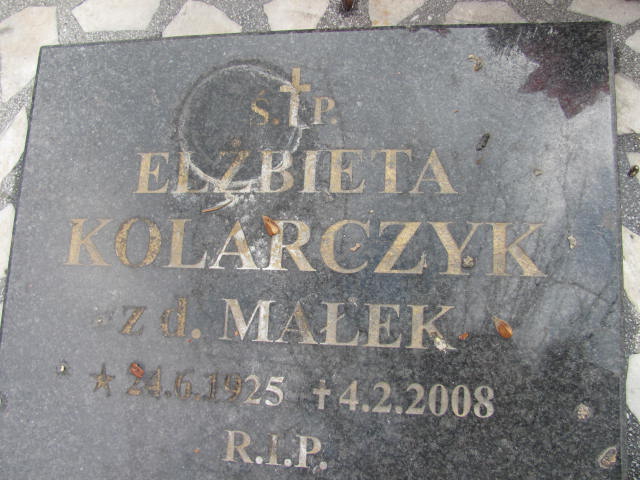 Ś.†P.
ELŻBIETA
KOLARCZYK
z d. MAŁEK
★ 24.6.1925 †4.2.2008
R.I.P.